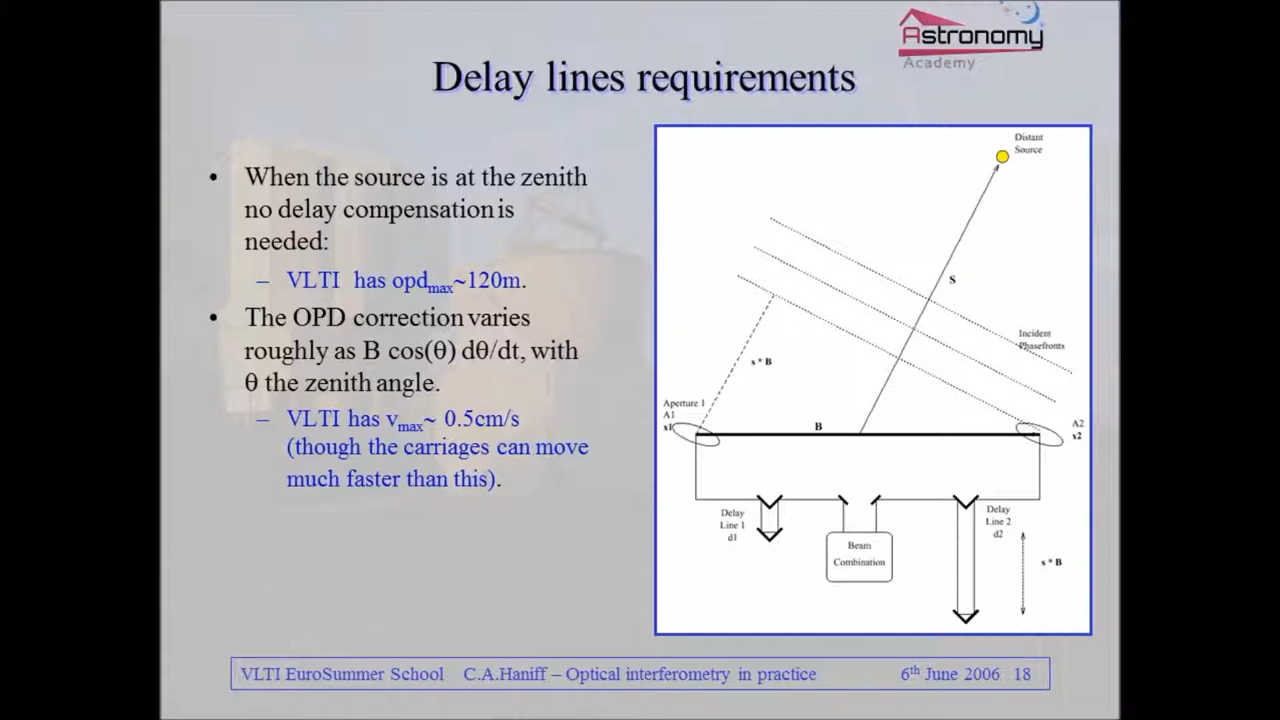 Astronomy
Academy
Delay lines requirements
• When the source is at the zenith
no delay compensation is
needed:
– VLTI has opdmax~120m.
• The OPD correction varies
roughly as B cos(θ) dθ/dt, with
θ the zenith angle.
– VLTI has vmax~ 0.5cm/s
(though the carriages can move
much faster than this).
Distant
Source
S
Incident
Phasefronts
s * B
Aperture 1
A1
x1
B
A2
x2
Delay
Line 1
d1
Beam
Combination
Delay
Line 2
d2
s * B
VLTI EuroSummer School C.A.Haniff – Optical interferometry in practice 6th June 2006 18